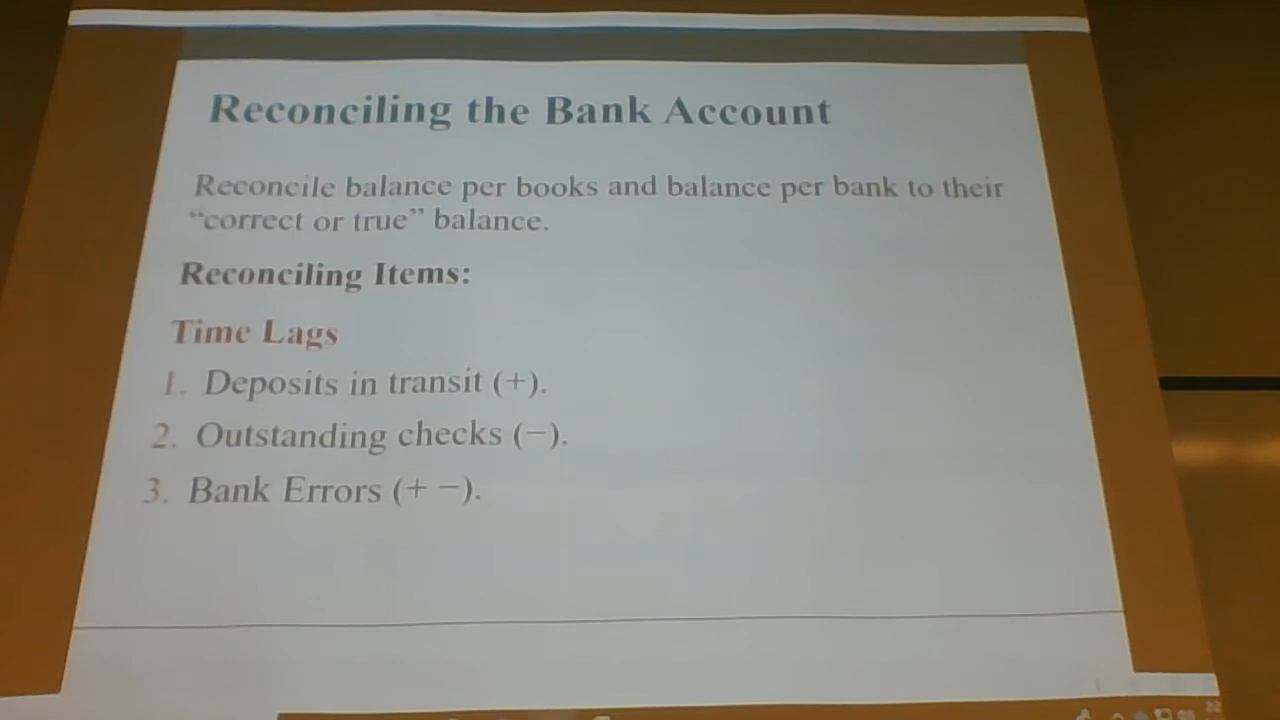 Reconciling the Bank Account
Reconcile balance per books and balance per bank to their
“correct or true” balance.
Reconciling Items:
Time Lags
1. Deposits in transit (+).
2. Outstanding checks (−).
3. Bank Errors (+ −).